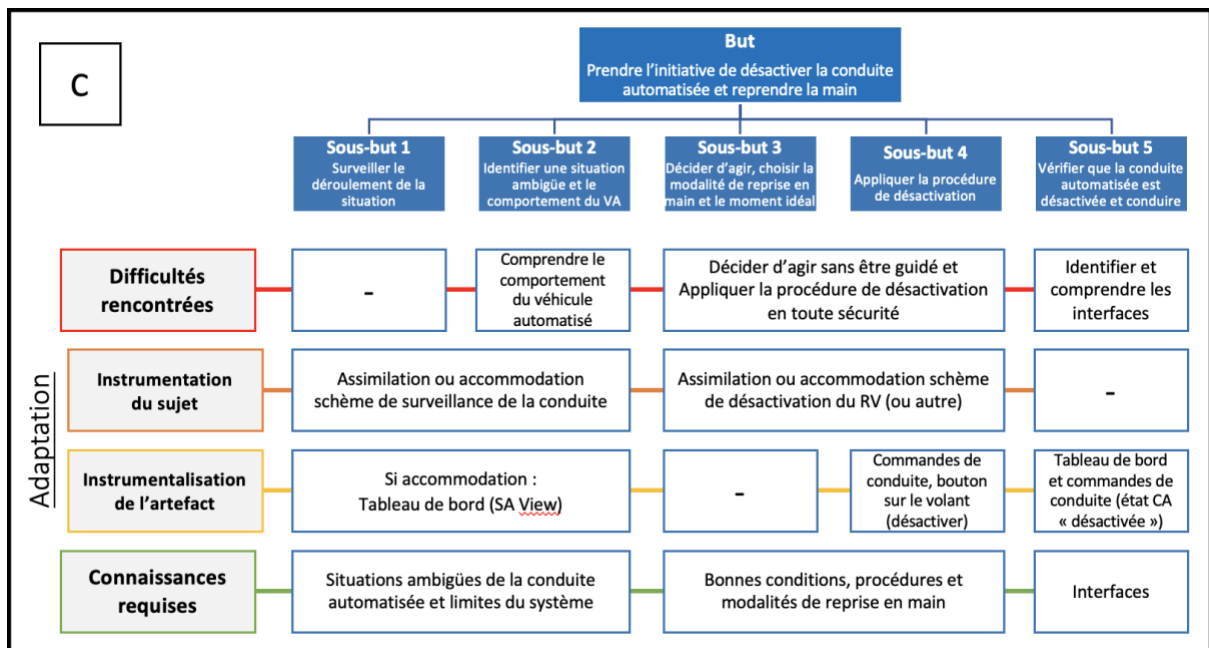 C
But
Prendre l’initiative de désactiver la conduite
automatisée et reprendre la main
Sous-but 1
Surveiller le
déroulement de la
situation
Sous-but 2
Identifier une situation
ambigüe et le
comportement du VA
Sous-but 3
Décider d’agir, choisir la
modalité de reprise en
main et le moment idéal
Sous-but 4
Appliquer la procédure
de désactivation
Sous-but 5
Vérifier que la conduite
automatisée est
désactivée et conduire
Difficultés
rencontrées
-
Comprendre le
comportement
du véhicule
automatisé
Décider d’agir sans être guidé et
Appliquer la procédure de désactivation
en toute sécurité
Identifier et
comprendre les
interfaces
Adaptation
Instrumentation
du sujet
Assimilation ou accommodation
schème de surveillance de la conduite
Assimilation ou accommodation schème
de désactivation du RV (ou autre)
-
Instrumentalisation
de l’artefact
Si accommodation :
Tableau de bord (SA View)
-
Commandes de
conduite, bouton
sur le volant
(désactiver)
Tableau de bord
et commandes de
conduite (état CA
« désactivée »)
Connaissances
requises
Situations ambigües de la conduite
automatisée et limites du système
Bonnes conditions, procédures et
modalités de reprise en main
Interfaces